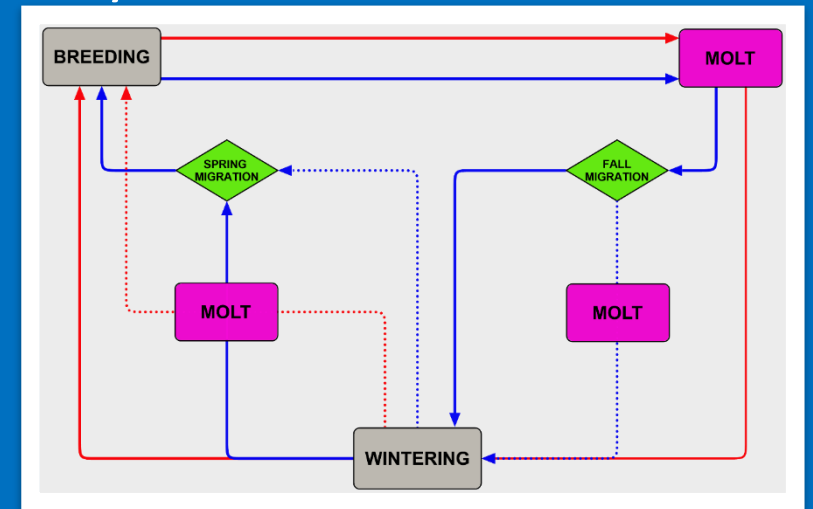 BREEDING
MOLT
SPRING
MIGRATION
FALL
MIGRATION
MOLT
MOLT
WINTERING